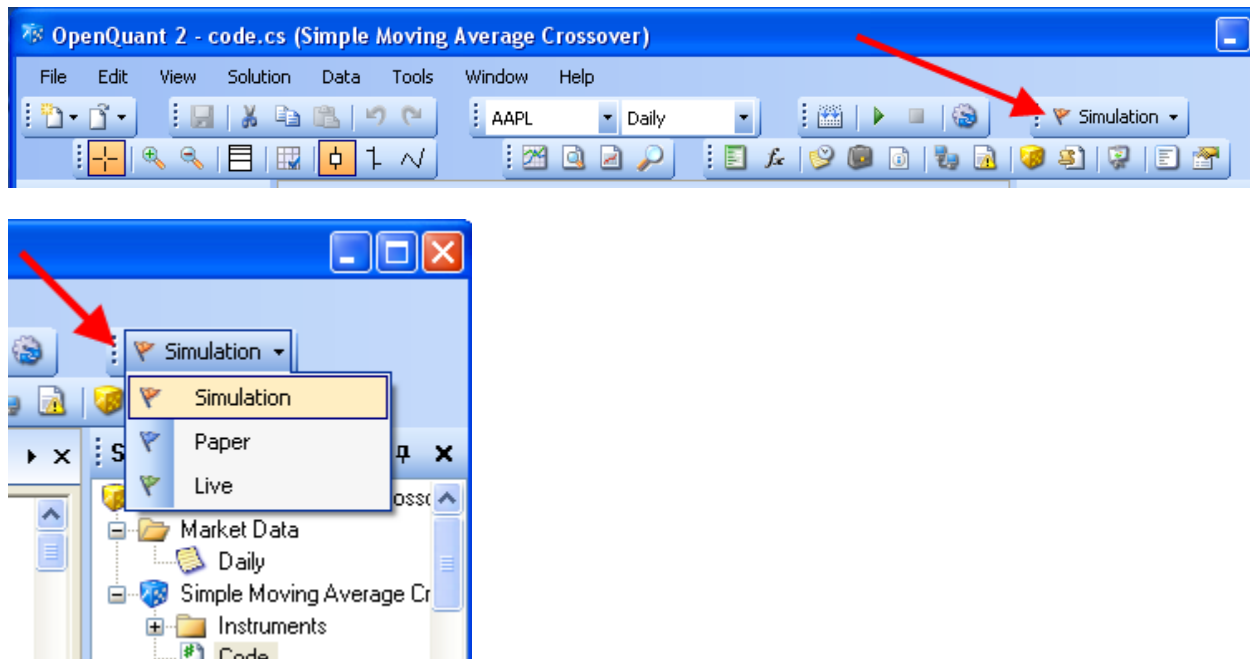 OpenQuant 2 - code.cs (Simple Moving Average Crossover)
File Edit View Solution Data Tools Window Help
AAPL Daily Simulation
Simulation
Simulation
Paper
S
Live
Market Data
Daily
Simple Moving Average Cr
Instruments
Code